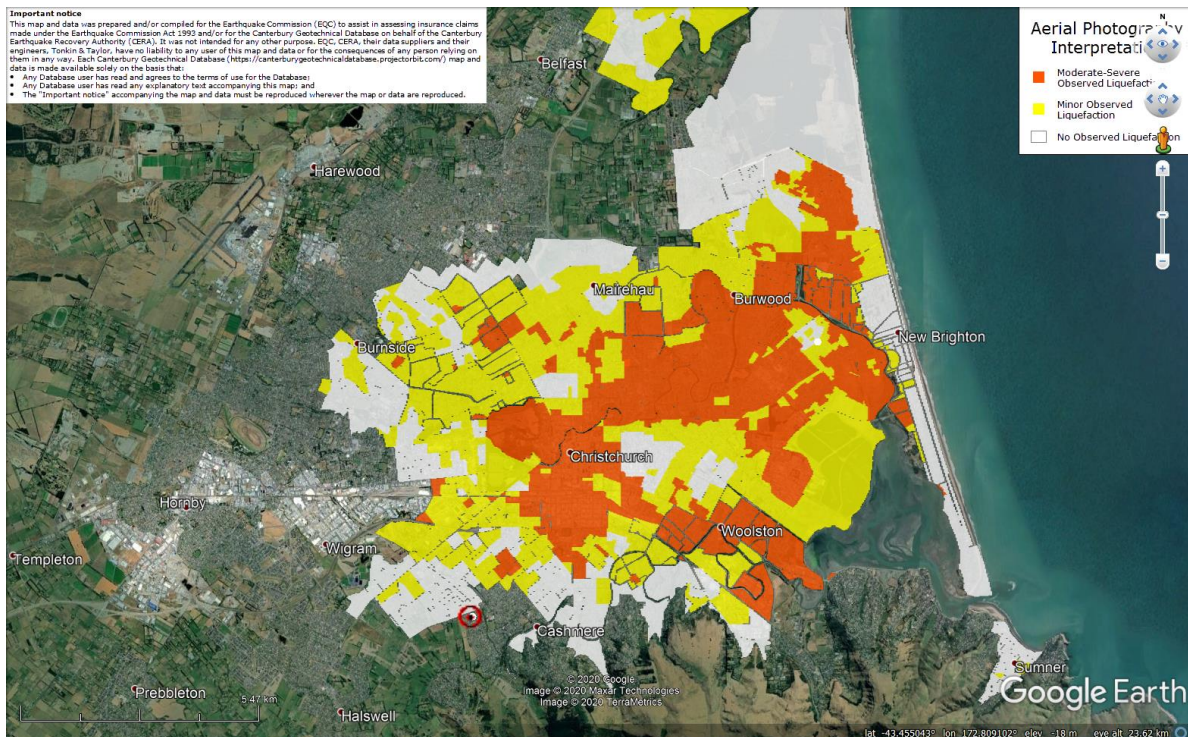 Important notice
This map and data was prepared and/or compiled for the Earthquake Commission (EQC) to assist in assessing insurance claims
made under the Earthquake Commission Act 1993 and/or for the Canterbury Geotechnical Database on behalf of the Canterbury
Earthquake Recovery Authority (CERA). It was not intended for any other purpose. EQC, CERA, their data suppliers and their
engineers, Tonkin & Taylor, have no liability to any user of this map and data or for the consequences of any person relying on
them in any way. Each Canterbury Geotechnical Database (https://canterburygeotechnicaldatabase.projectorbit.com/) map and
data is made available solely on the basis that:
• Any Database user has read and agrees to the terms of use for the Database;
• Any Database user has read any explanatory text accompanying this map; and
• The "Important notice" accompanying the map and data must be reproduced wherever the map or data are reproduced.
Aerial Photography
Interpretatic
Moderate-Severe
Observed Liquefact
Minor Observed
Liquefaction
No Observed Liquefaction
N
Belfast
Harewood
Mairehau
Burwood
New Brighton
Burnside
Christchurch
Hornby
Woolston
Templeton
Wigram
Cashmere
Sumner
Prebbleton
Halswell
5.47 km
© 2020 Google
Image © 2020 Maxar Technologies
Image © 2020 TerraMetrics
Google Earth
lat -43.455043° lon 172.809102° elev -18 m eye alt 23.62 km